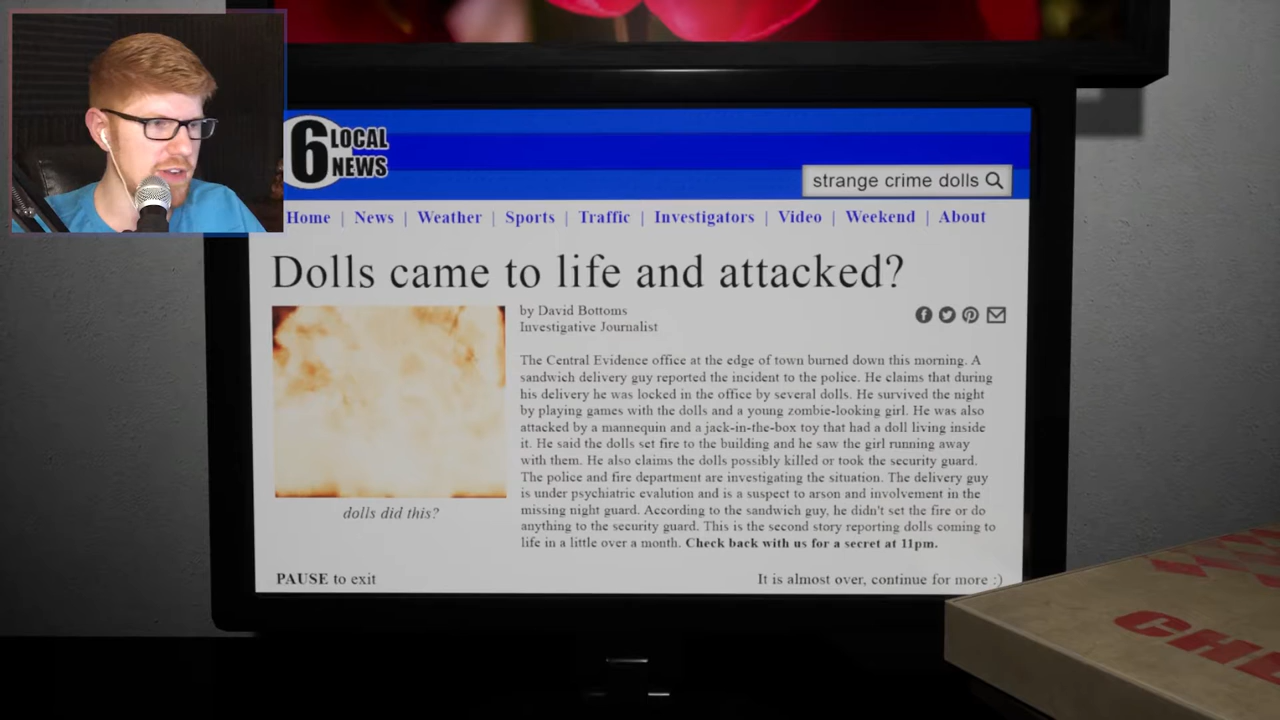 6 LOCAL
NEWS
strange crime dolls
Home | News | Weather | Sports | Traffic | Investigators | Video | Weekend | About
Dolls came to life and attacked?
by David Bottoms
Investigative Journalist
The Central Evidence office at the edge of town burned down this morning. A
sandwich delivery guy reported the incident to the police. He claims that during
his delivery he was locked in the office by several dolls. He survived the night
by playing games with the dolls and a young zombie-looking girl. He was also
attacked by a mannequin and a jack-in-the-box toy that had a doll living inside
it. He said the dolls set fire to the building and he saw the girl running away
with them. He also claims the dolls possibly killed or took the security guard.
The police and fire department are investigating the situation. The delivery guy
is under psychiatric evalution and is a suspect to arson and involvement in the
missing night guard. According to the sandwich guy, he didn't set the fire or do
anything to the security guard. This is the second story reporting dolls coming to
life in a little over a month. Check back with us for a secret at 11pm.
dolls did this?
PAUSE to exit
It is almost over, continue for more :)